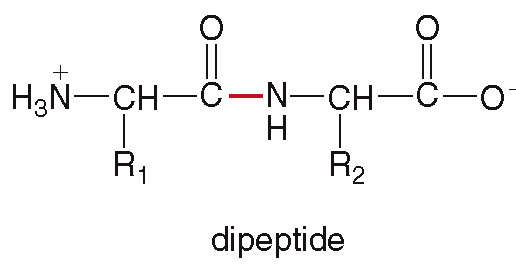 O O
H₃N⁺—CH—C—N—CH—C—O⁻
H
R₁ R₂
dipeptide